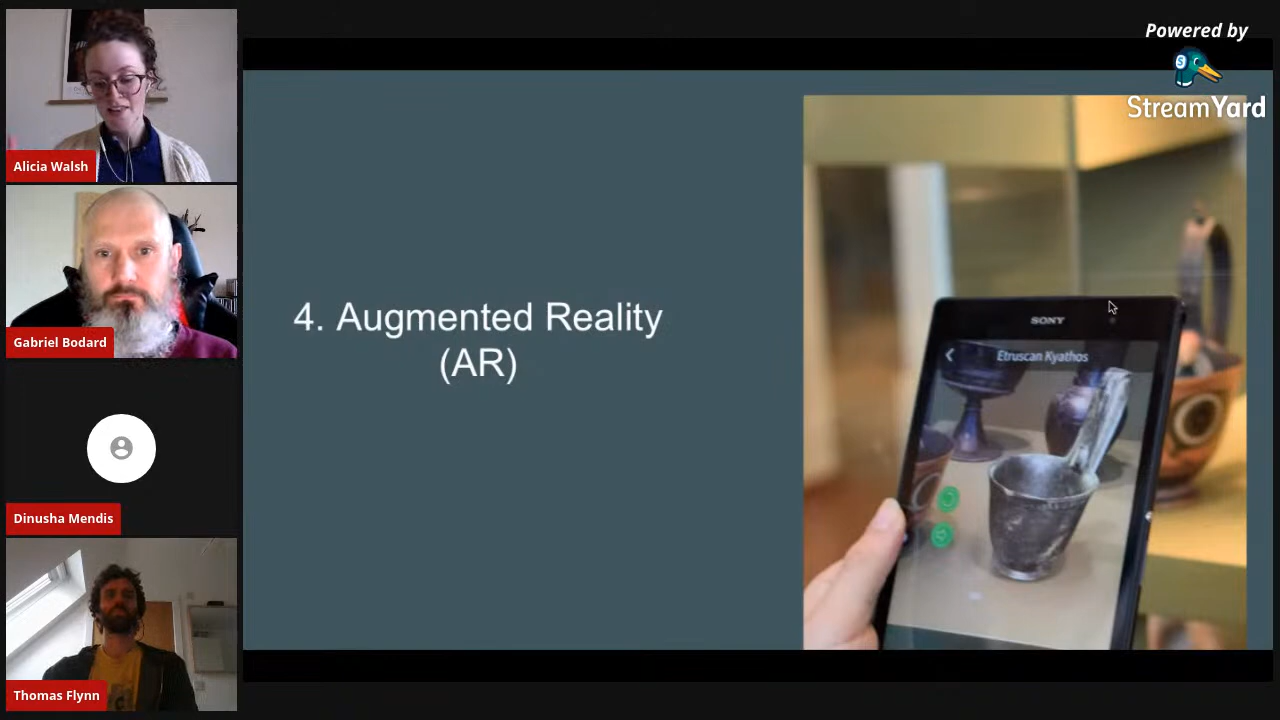 Powered by
StreamYard
Alicia Walsh
Gabriel Bodard
Dinusha Mendis
Thomas Flynn
4. Augmented Reality
(AR)
SONY
Etruscan Kyathos